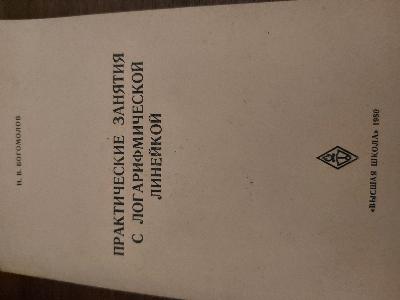 Н. В. БОГОМОЛОВ
ПРАКТИЧЕСКИЕ ЗАНЯТИЯ
С ЛОГАРИФМИЧЕСКОЙ
ЛИНЕЙКОЙ
«ВЫСШАЯ ШКОЛА» 1980